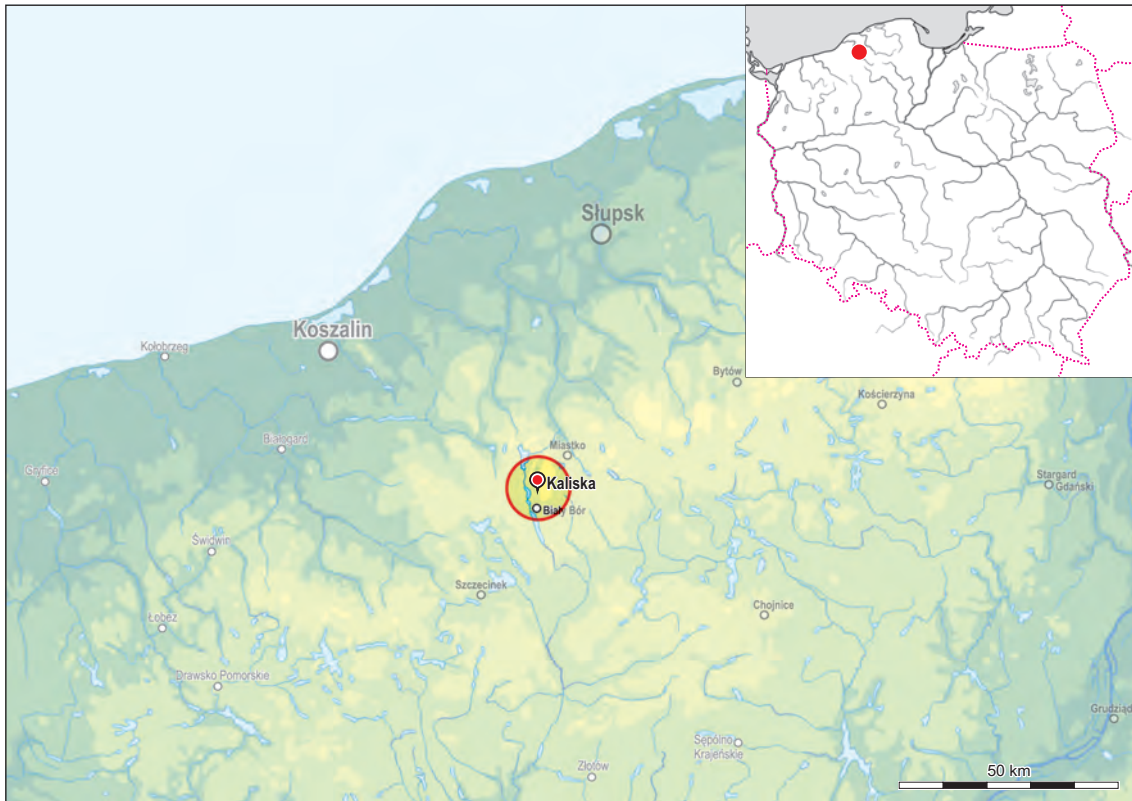 Słupsk
Koszalin
Kołobrzeg
Bytów
Kościerzyna
Białogard
Miastko
Gryfice
Kaliska
Stargard
Gdański
Biały Bór
Świdwin
Szczecinek
Łobez
Chojnice
Drawsko Pomorskie
Grudziąd
Sępólno
Krajeńskie
Złotów
50 km